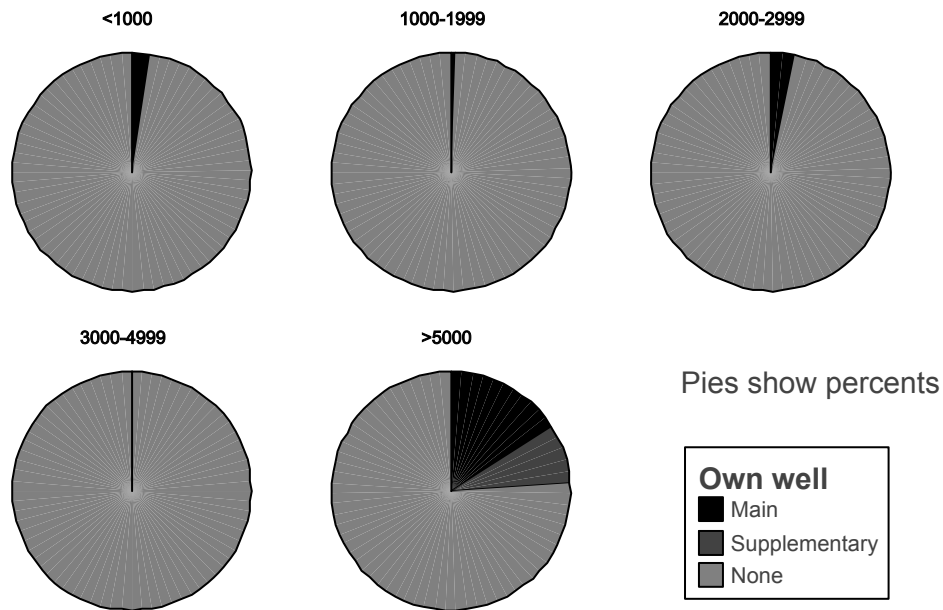 <1000
1000-1999
2000-2999
3000-4999
>5000
Pies show percents
Own well
Main
Supplementary
None